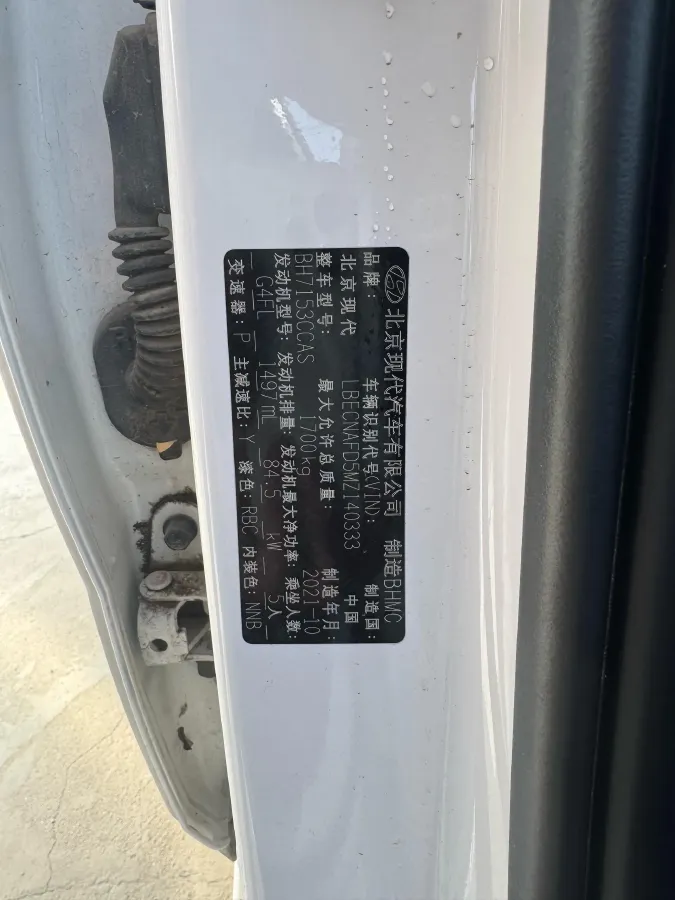 北京现代汽车有限公司 制造BHMC
品牌: 车辆识别代号(VIN): 制造国:
北京现代 LBECNAFD5MZ140333 中国
整车型号: 最大允许总质量: 制造年月:
BH7153CCAS 1700kg 2021-10
发动机型号: 发动机排量: 发动机最大净功率: 乘坐人数:
G4FL 1497mL 84.5 kW 5人
变速器: P 主减速比: Y 漆色: RBC 内装色: NNB